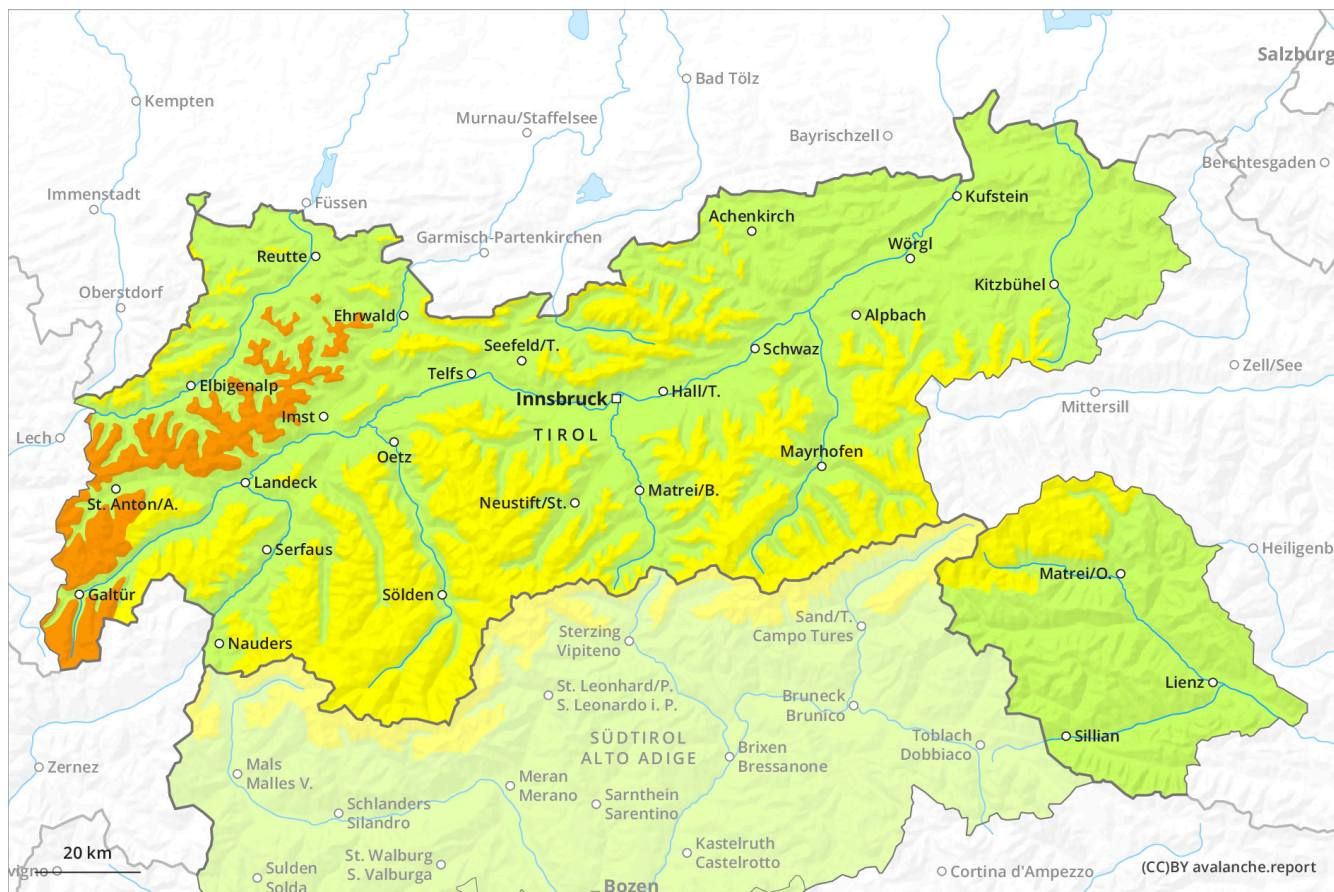 Salzburg
Bad Tölz
Kempten
Murnau/Staffelsee
Bayrischzell
Berchtesgaden
Immenstadt
Füssen
Kufstein
Achenkirch
Garmisch-Partenkirchen
Wörgl
Reutte
Kitzbühel
Oberstdorf
Ehrwald
Alpbach
Seefeld/T.
Schwaz
Zell/See
Telfs
Elbigenalp
Innsbruck
Hall/T.
Mittersill
Imst
Lech
TIROL
Oetz
Mayrhofen
Landeck
St. Anton/A.
Neustift/St.
Matrei/B.
Serfaus
Heiligenb
Matrei/O.
Galtür
Sölden
Sand/T.
Campo Tures
Sterzing
Vipiteno
Nauders
Lienz
St. Leonhard/P.
S. Leonardo i. P.
Bruneck
Brunico
SÜDTIROL
ALTO ADIGE
Toblach
Dobbiaco
Sillian
Brixen
Bressanone
Zernez
Mals
Malles V.
Meran
Merano
Sarnthein
Sarentino
Schlanders
Silandro
Kastelruth
Castelrotto
20 km
St. Walburg
S. Valburga
vigno
Sulden
Solda
Cortina d'Ampezzo
(CC)BY avalanche.report
Bozen